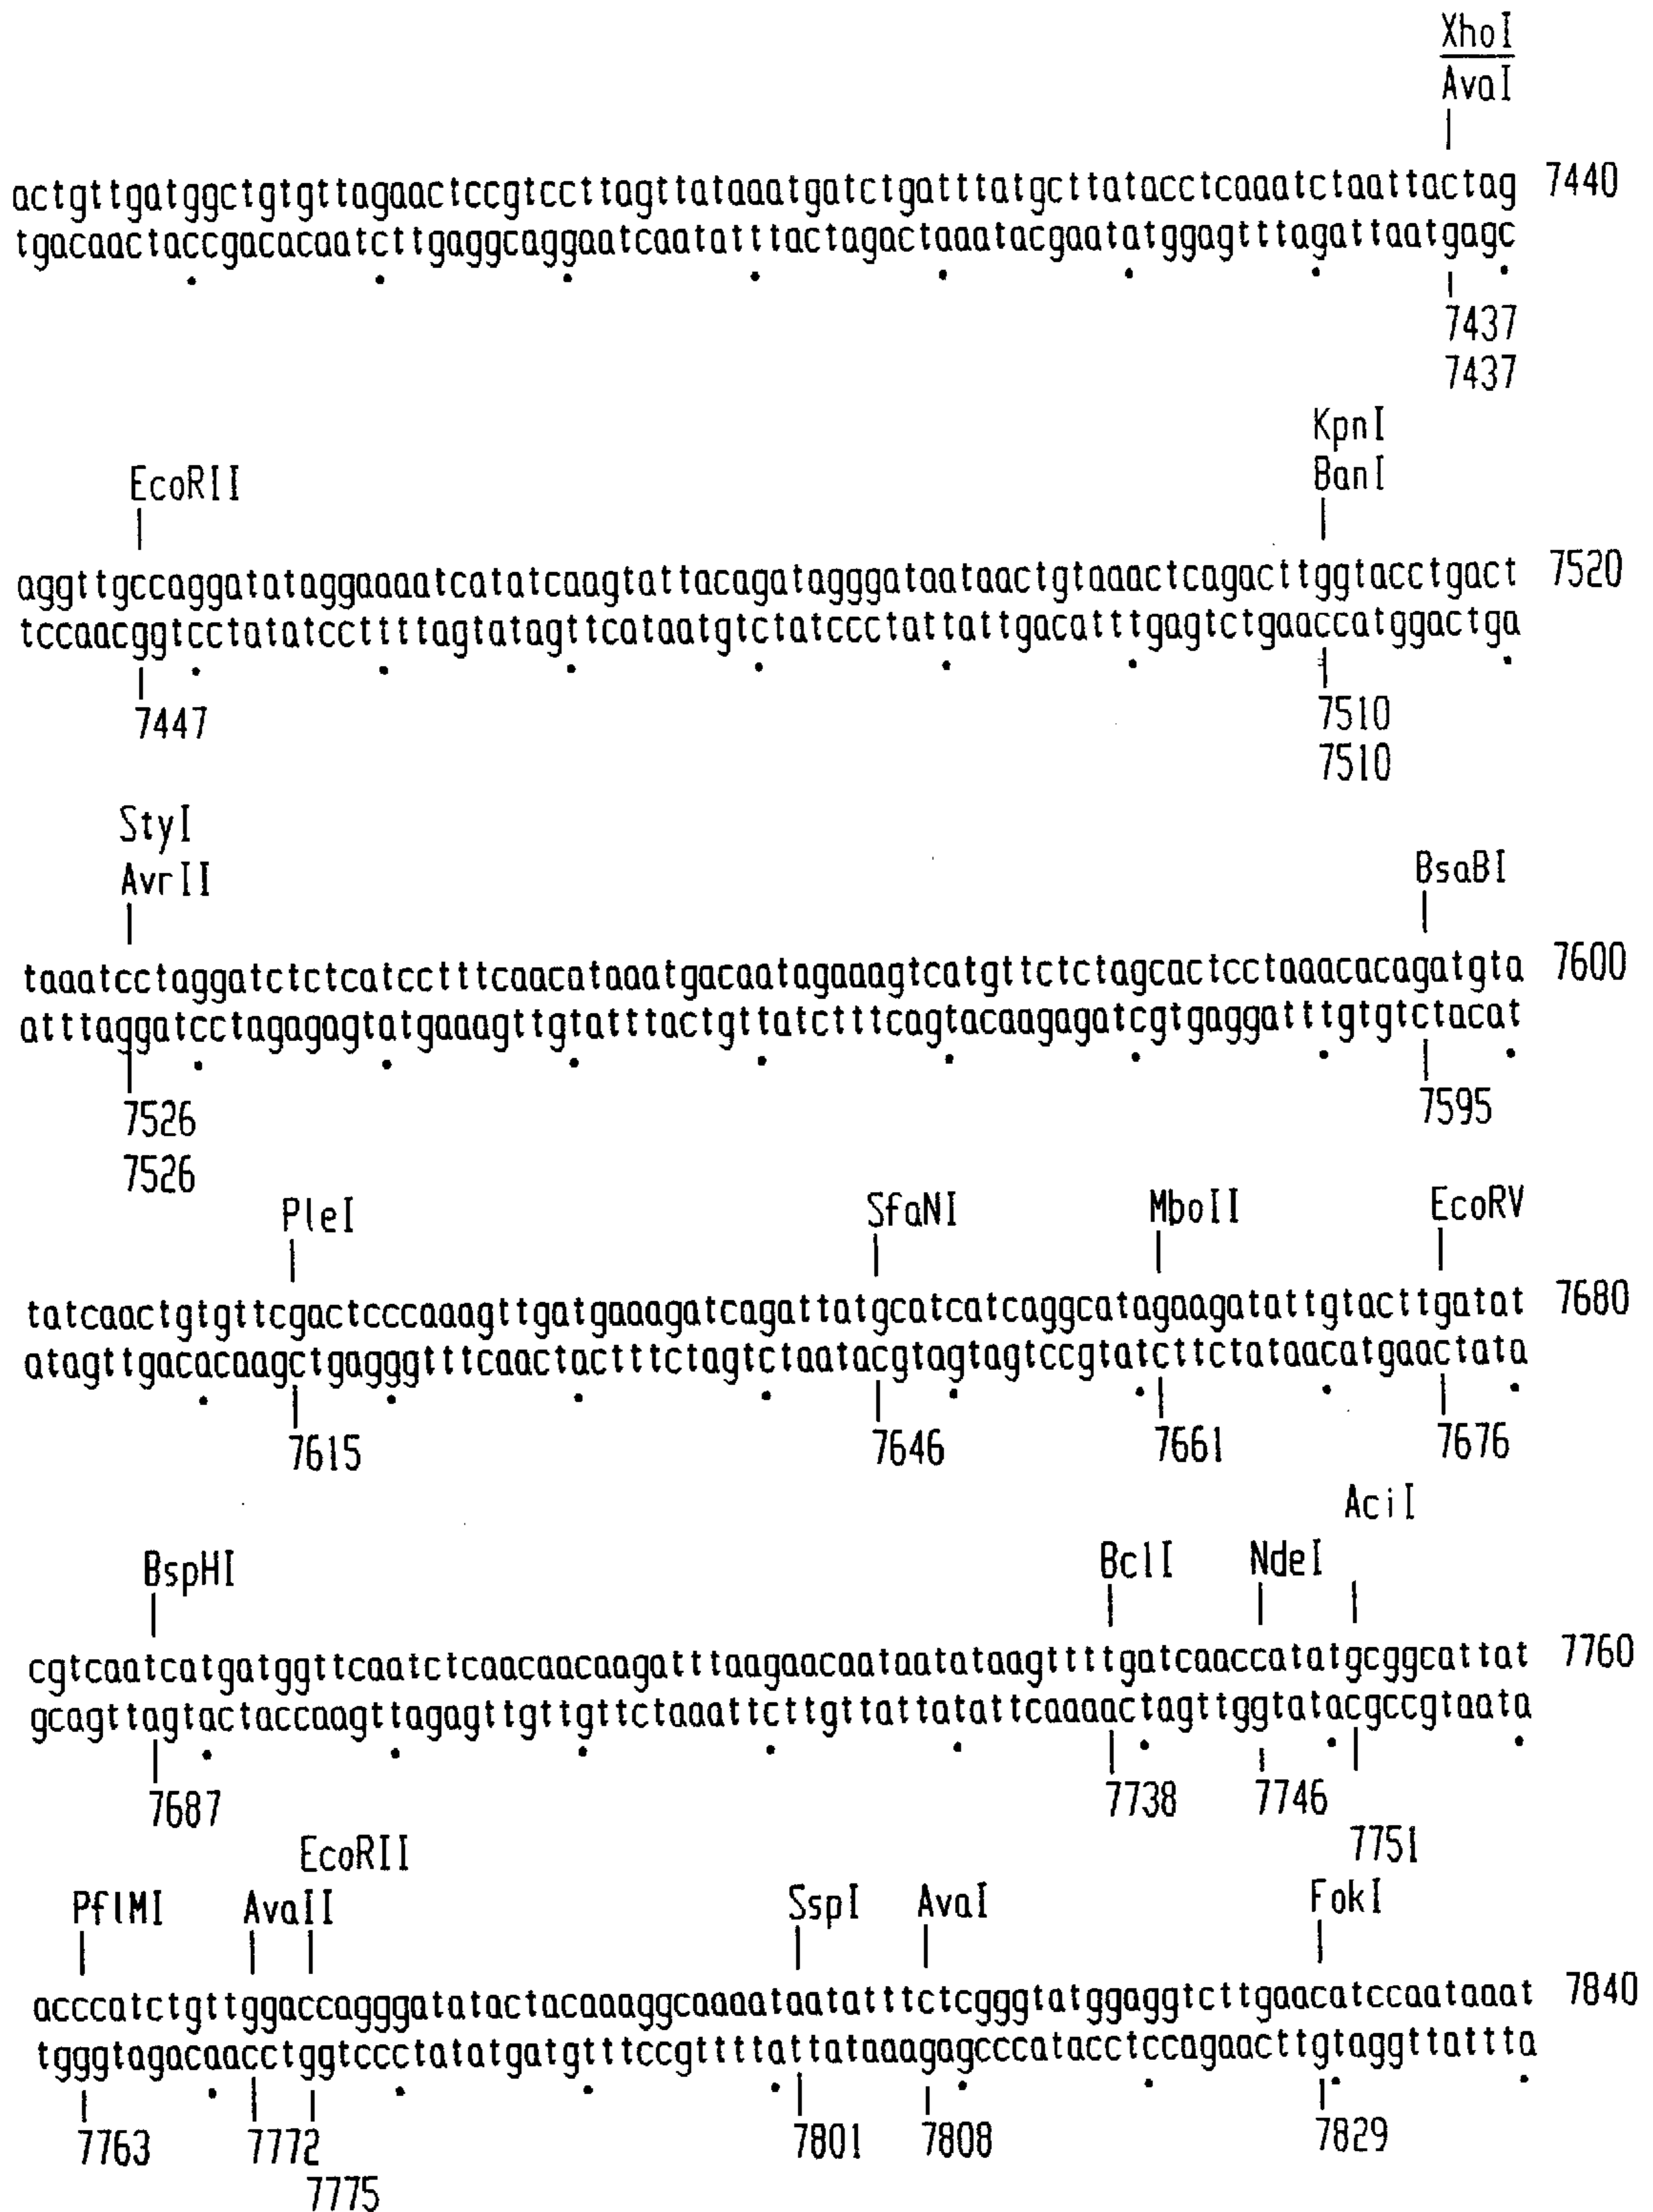 XhoI
AvaI
actgttgatggctgtgttagaactccgtccttagttataaatgatctgatttatgcttatacctcaaatctaattactag 7440
tgacaactaccgacacaatcttgaggcaggaatcaatatttactagactaaatacgaatatggagtttagattaatgagc
7437
7437
KpnI
EcoRII BanI
aggttgccaggatataggaaaatcatatcaagtattacagatagggataataactgtaaactcagacttggtacctgact 7520
tccaacggtcctatatccttttagtatagttcataatgtctatccctattattgacatttgagtctgaaccatggactga
7447 7510
7510
StyI
AvrII BsaBI
taaatcctaggatctctcatcctttcaacataaatgacaatagaaagtcatgttctctagcactcctaaacacagatgta 7600
atttaggatcctagagagtatgaaagttgtatttactgttatctttcagtacaagagatcgtgaggatttgtgtctacat
7526 7595
7526
PleI SfaNI MboII EcoRV
tatcaactgtgttcgactcccaaagttgatgaaagatcagattatgcatcatcaggcatagaagatattgtacttgatat 7680
atagttgacacaagctgagggtttcaactactttctagtctaatacgtagtagtccgtatcttctataacatgaactata
7615 7646 7661 7676
AciI
BspHI BclI NdeI
cgtcaatcatgatggttcaatctcaacaacaagatttaagaacaataatataagttttgatcaaccatatgcggcattat 7760
gcagttagtactaccaagttagagttgttgttctaaattcttgttattatattcaaaactagttggtatacgccgtaata
7687 7738 7746
7751
EcoRII
PflMI AvaII SspI AvaI FokI
acccatctgttggaccagggatatactacaaaggcaaaataatatttctcgggtatggaggtcttgaacatccaataaat 7840
tgggtagacaacctggtccctatatgatgtttccgttttattataaagagcccatacctccagaacttgtaggttattta
7763 7772 7801 7808 7829
7775